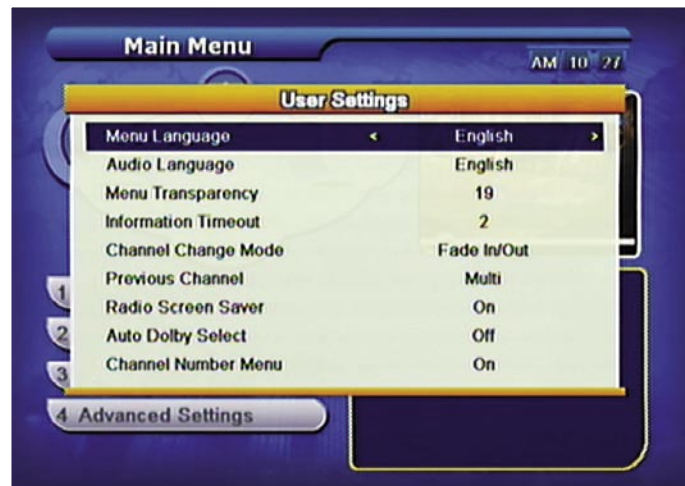 Main Menu
AM 10 27
User Settings
Menu Language < English >
Audio Language English
Menu Transparency 19
Information Timeout 2
Channel Change Mode Fade In/Out
Previous Channel Multi
Radio Screen Saver On
Auto Dolby Select Off
Channel Number Menu On
1
2
3
4 Advanced Settings